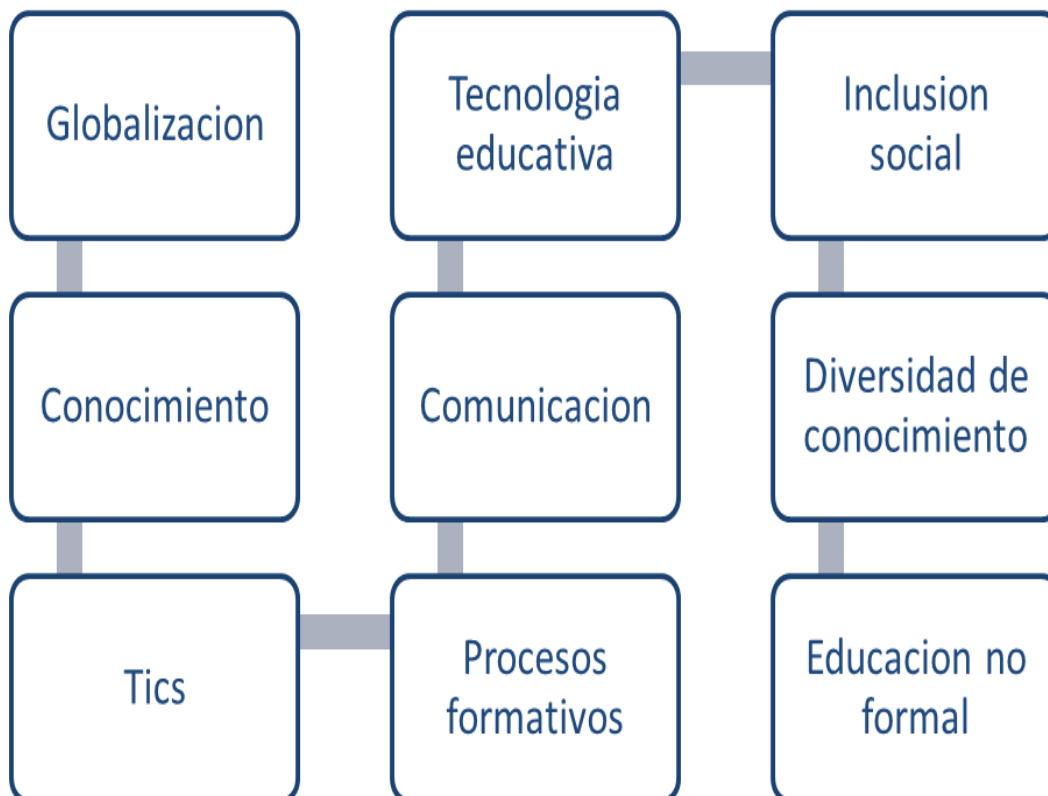 Globalizacion
Conocimiento
Tics
Procesos
formativos
Comunicacion
Tecnologia
educativa
Inclusion
social
Diversidad de
conocimiento
Educacion no
formal